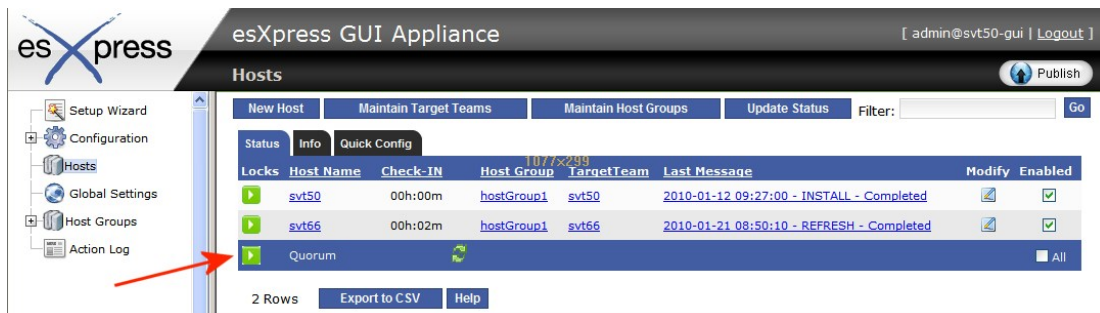 esXpress
esXpress GUI Appliance
[ admin@svt50-gui | Logout ]
Hosts
Publish
Setup Wizard
Configuration
Hosts
Global Settings
Host Groups
Action Log
New Host Maintain Target Teams Maintain Host Groups Update Status Filter: Go
Status Info Quick Config
1077×299
Locks Host Name Check-IN Host Group TargetTeam Last Message Modify Enabled
svt50 00h:00m hostGroup1 svt50 2010-01-12 09:27:00 - INSTALL - Completed
svt66 00h:02m hostGroup1 svt66 2010-01-21 08:50:10 - REFRESH - Completed
Quorum All
2 Rows Export to CSV Help